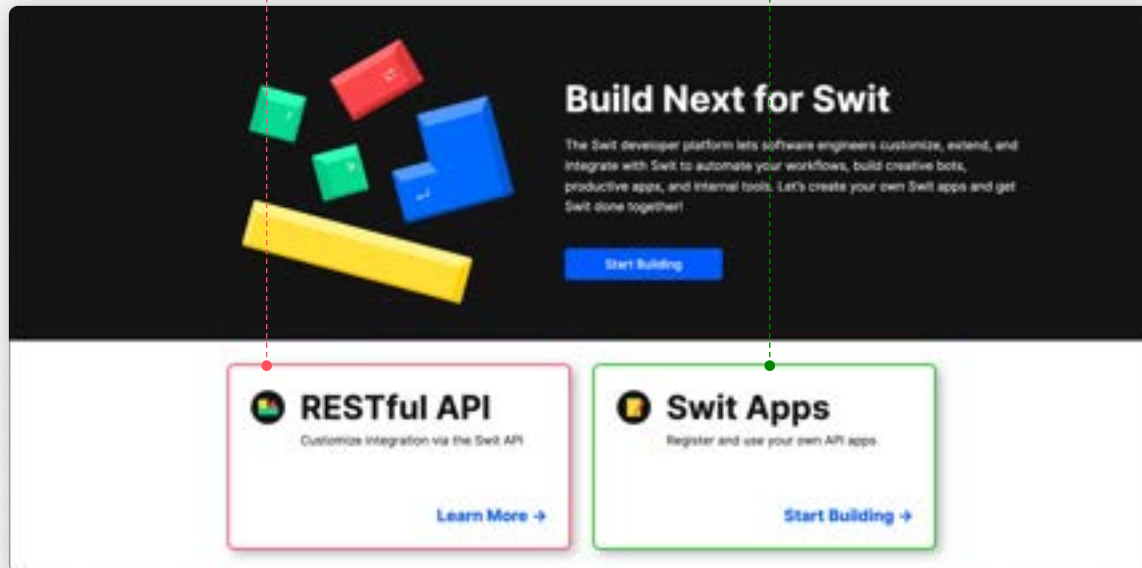 Build Next for Swit
The Swit developer platform lets software engineers customize, extend, and
integrate with Swit to automate your workflows, build creative bots,
productive apps, and internal tools. Let's create your own Swit apps and get
Swit done together!
Start Building
RESTful API
Customize integration via the Swit API
Learn More →
Swit Apps
Register and use your own API apps
Start Building →